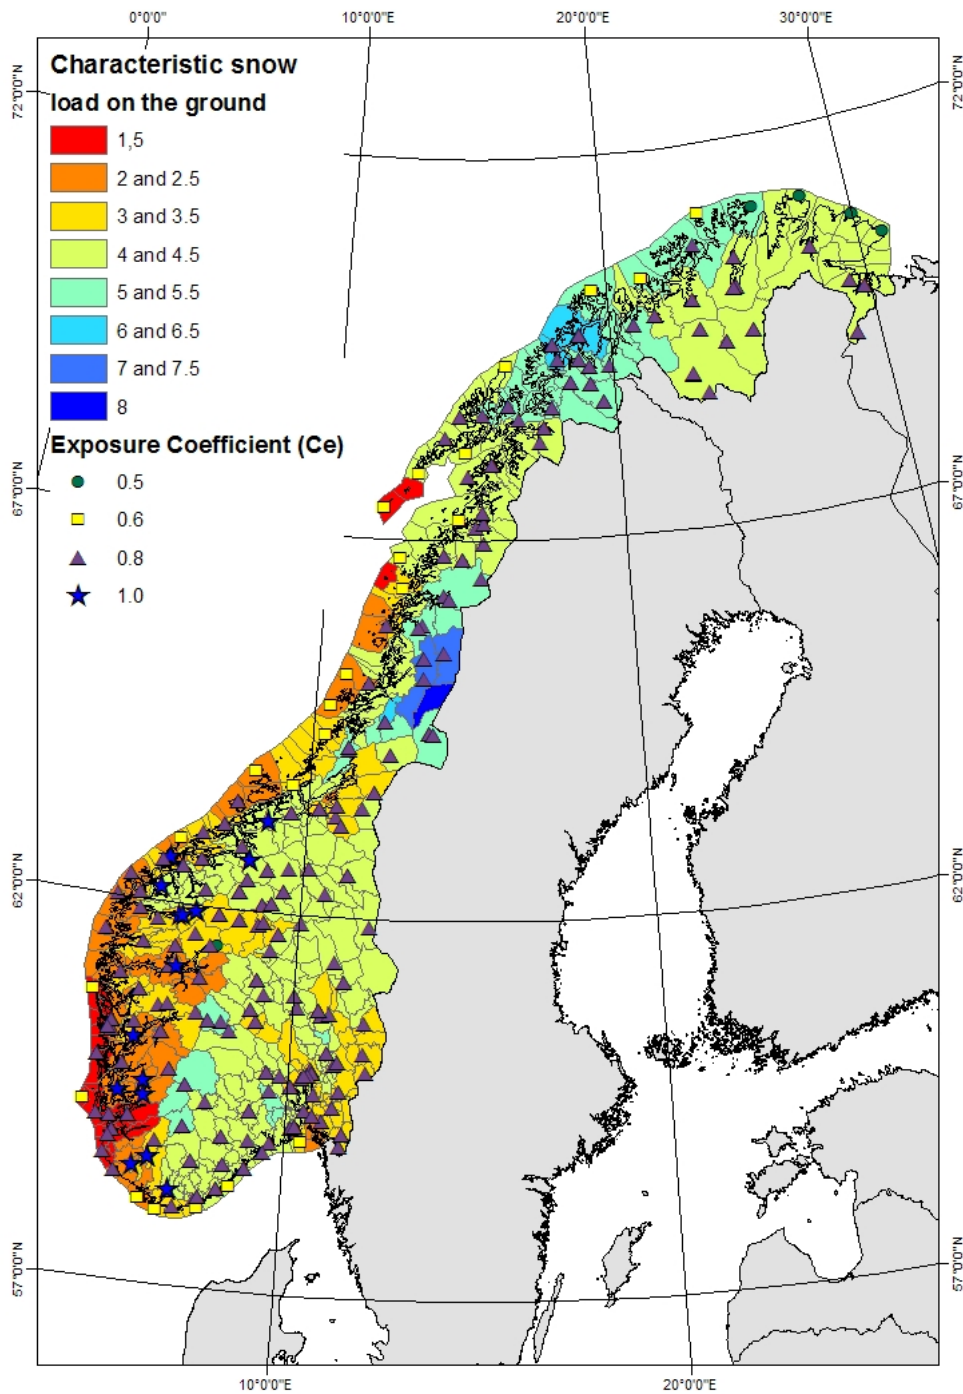 0°0'0"
10°0'0"E
20°0'0"E
30°0'0"E
72°0'0"N
72°0'0"N
Characteristic snow
load on the ground
1,5
2 and 2.5
3 and 3.5
4 and 4.5
5 and 5.5
6 and 6.5
7 and 7.5
8
Exposure Coefficient (Ce)
0.5
0.6
0.8
1.0
67°0'0"N
67°0'0"N
62°0'0"N
62°0'0"N
57°0'0"N
57°0'0"N
10°0'0"E
20°0'0"E